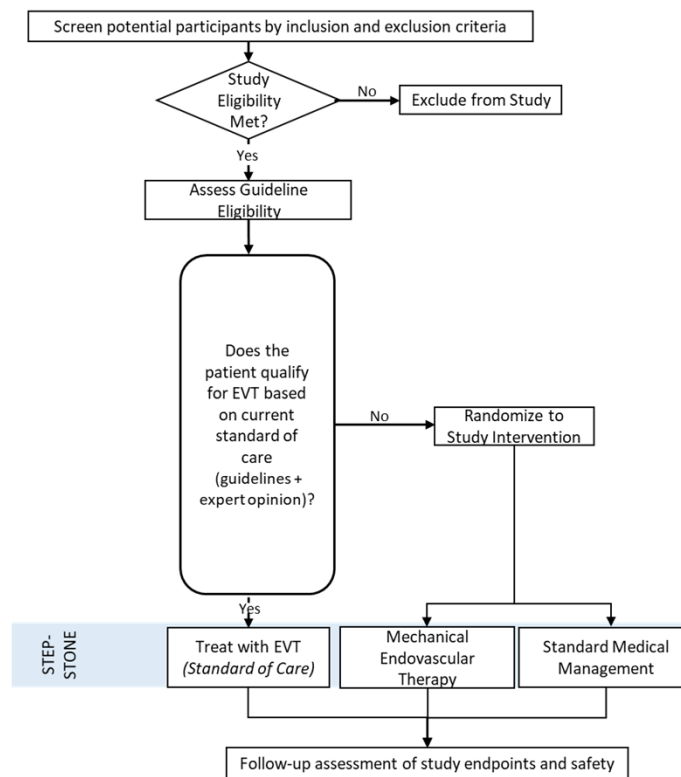 Screen potential participants by inclusion and exclusion criteria
Study
Eligibility
Met?
No
Exclude from Study
Yes
Assess Guideline
Eligibility
Does the
patient qualify
for EVT based
on current
standard of
care
(guidelines +
expert opinion)?
No
Randomize to
Study Intervention
Yes
STEP-
STONE
Treat with EVT
(Standard of Care)
Mechanical
Endovascular
Therapy
Standard Medical
Management
Follow-up assessment of study endpoints and safety